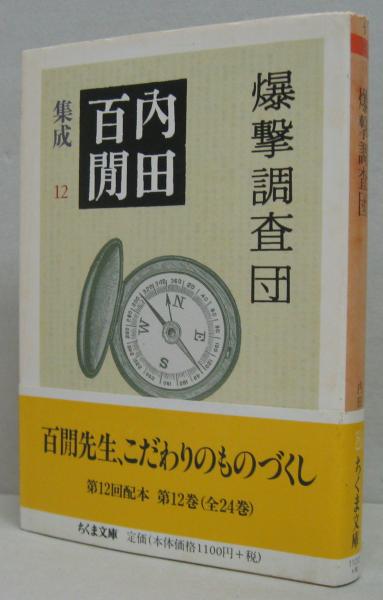 爆撃調査団
內田
百閒
集成
12
N
E
S
W
百閒先生、こだわりのものづくし
第12回配本 第12巻(全24巻)
ちくま文庫 定価(本体価格1100円+税)
爆撃調査団
ちくま文庫